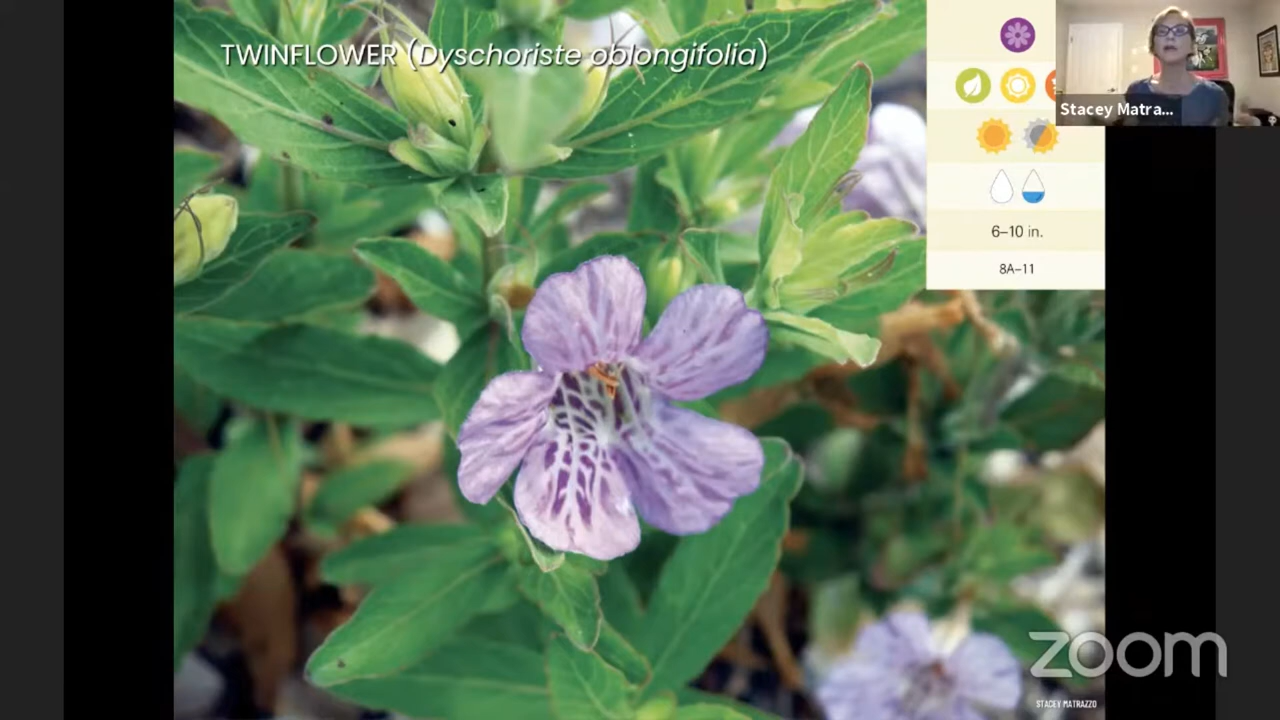 TWINFLOWER (Dyschoriste oblongifolia)
Stacey Matra...
6–10 in.
8A–11
zoom
STACEY MATRAZZO